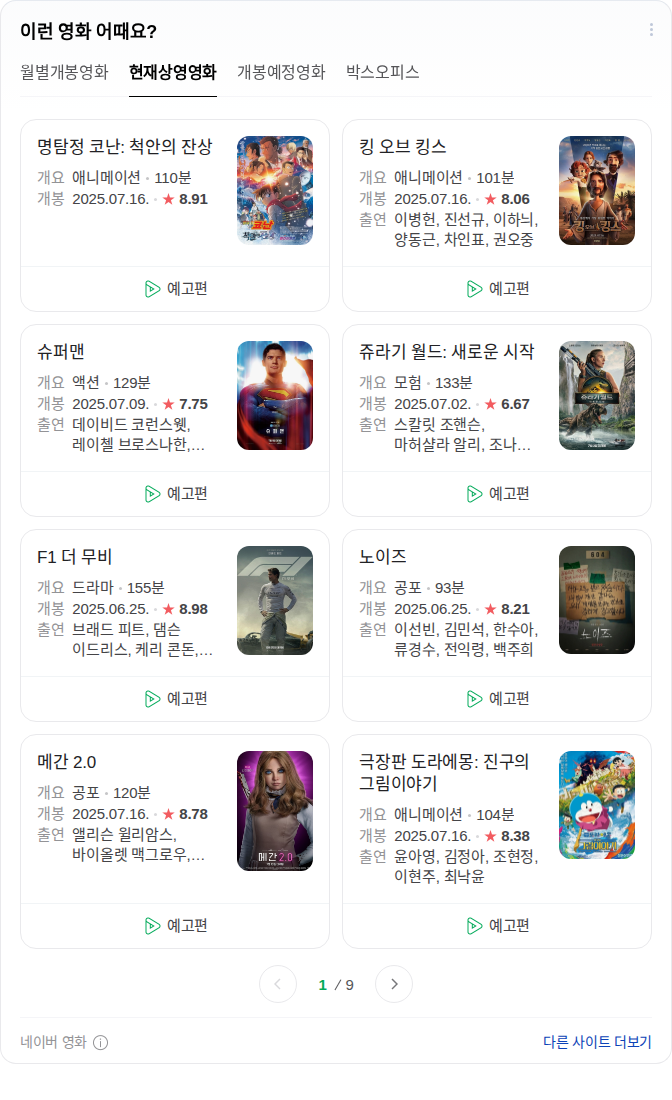 이런 영화 어때요?
월별개봉영화 현재상영영화 개봉예정영화 박스오피스
명탐정 코난: 척안의 잔상
개요 애니메이션 · 110분
개봉 2025.07.16. · ★ 8.91
예고편
킹 오브 킹스
개요 애니메이션 · 101분
개봉 2025.07.16. · ★ 8.06
출연 이병헌, 진선규, 이하늬,
양동근, 차인표, 권오중
예고편
슈퍼맨
개요 액션 · 129분
개봉 2025.07.09. · ★ 7.75
출연 데이비드 코런스웻,
레이첼 브로스나한,...
예고편
쥬라기 월드: 새로운 시작
개요 모험 · 133분
개봉 2025.07.02. · ★ 6.67
출연 스칼릿 조핸슨,
마허샬라 알리, 조나...
예고편
F1 더 무비
개요 드라마 · 155분
개봉 2025.06.25. · ★ 8.98
출연 브래드 피트, 댐슨
이드리스, 케리 콘돈,...
예고편
노이즈
개요 공포 · 93분
개봉 2025.06.25. · ★ 8.21
출연 이선빈, 김민석, 한수아,
류경수, 전익령, 백주희
예고편
604
노이즈
메간 2.0
개요 공포 · 120분
개봉 2025.07.16. · ★ 8.78
출연 앨리슨 윌리암스,
바이올렛 맥그로우,...
예고편
메간 2.0
극장판 도라에몽: 진구의
그림이야기
개요 애니메이션 · 104분
개봉 2025.07.16. · ★ 8.38
출연 윤아영, 김정아, 조현정,
이현주, 최낙윤
예고편
1 / 9
네이버 영화
다른 사이트 더보기